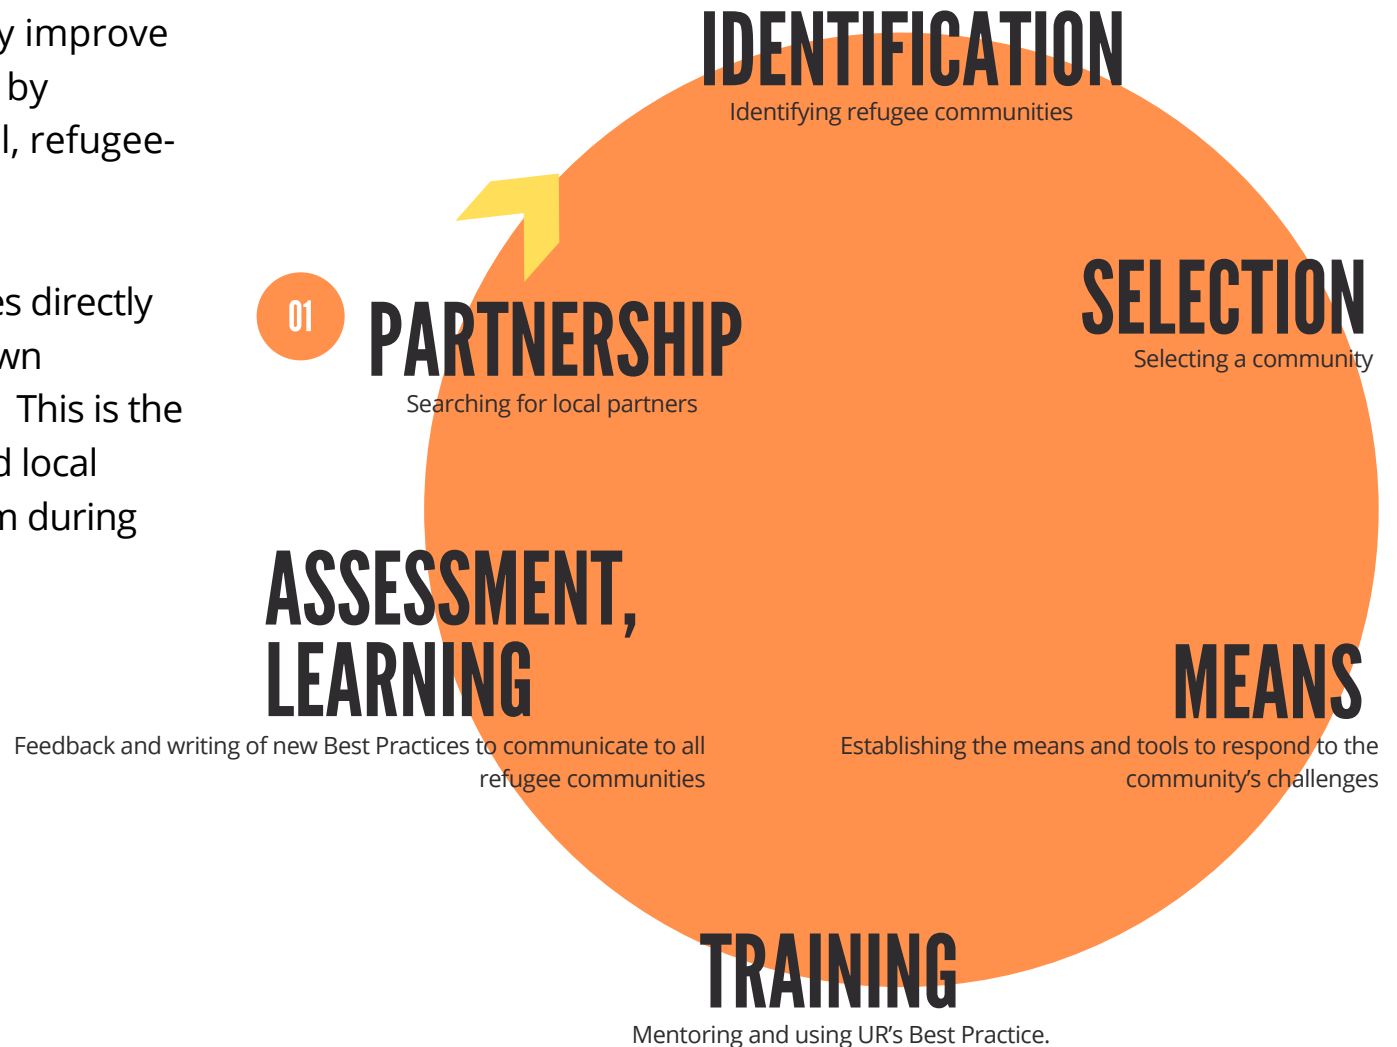 y improve
by
l, refugee-
es directly
wn
This is the
d local
m during
IDENTIFICATION
Identifying refugee communities
SELECTION
Selecting a community
01
PARTNERSHIP
Searching for local partners
ASSESSMENT,
LEARNING
Feedback and writing of new Best Practices to communicate to all
refugee communities
MEANS
Establishing the means and tools to respond to the
community’s challenges
TRAINING
Mentoring and using UR’s Best Practice.